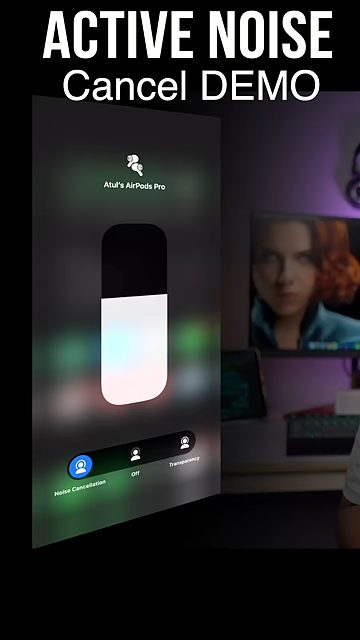 ACTIVE NOISE
Cancel DEMO
Atul's AirPods Pro
Noise Cancellation
Off
Transparency